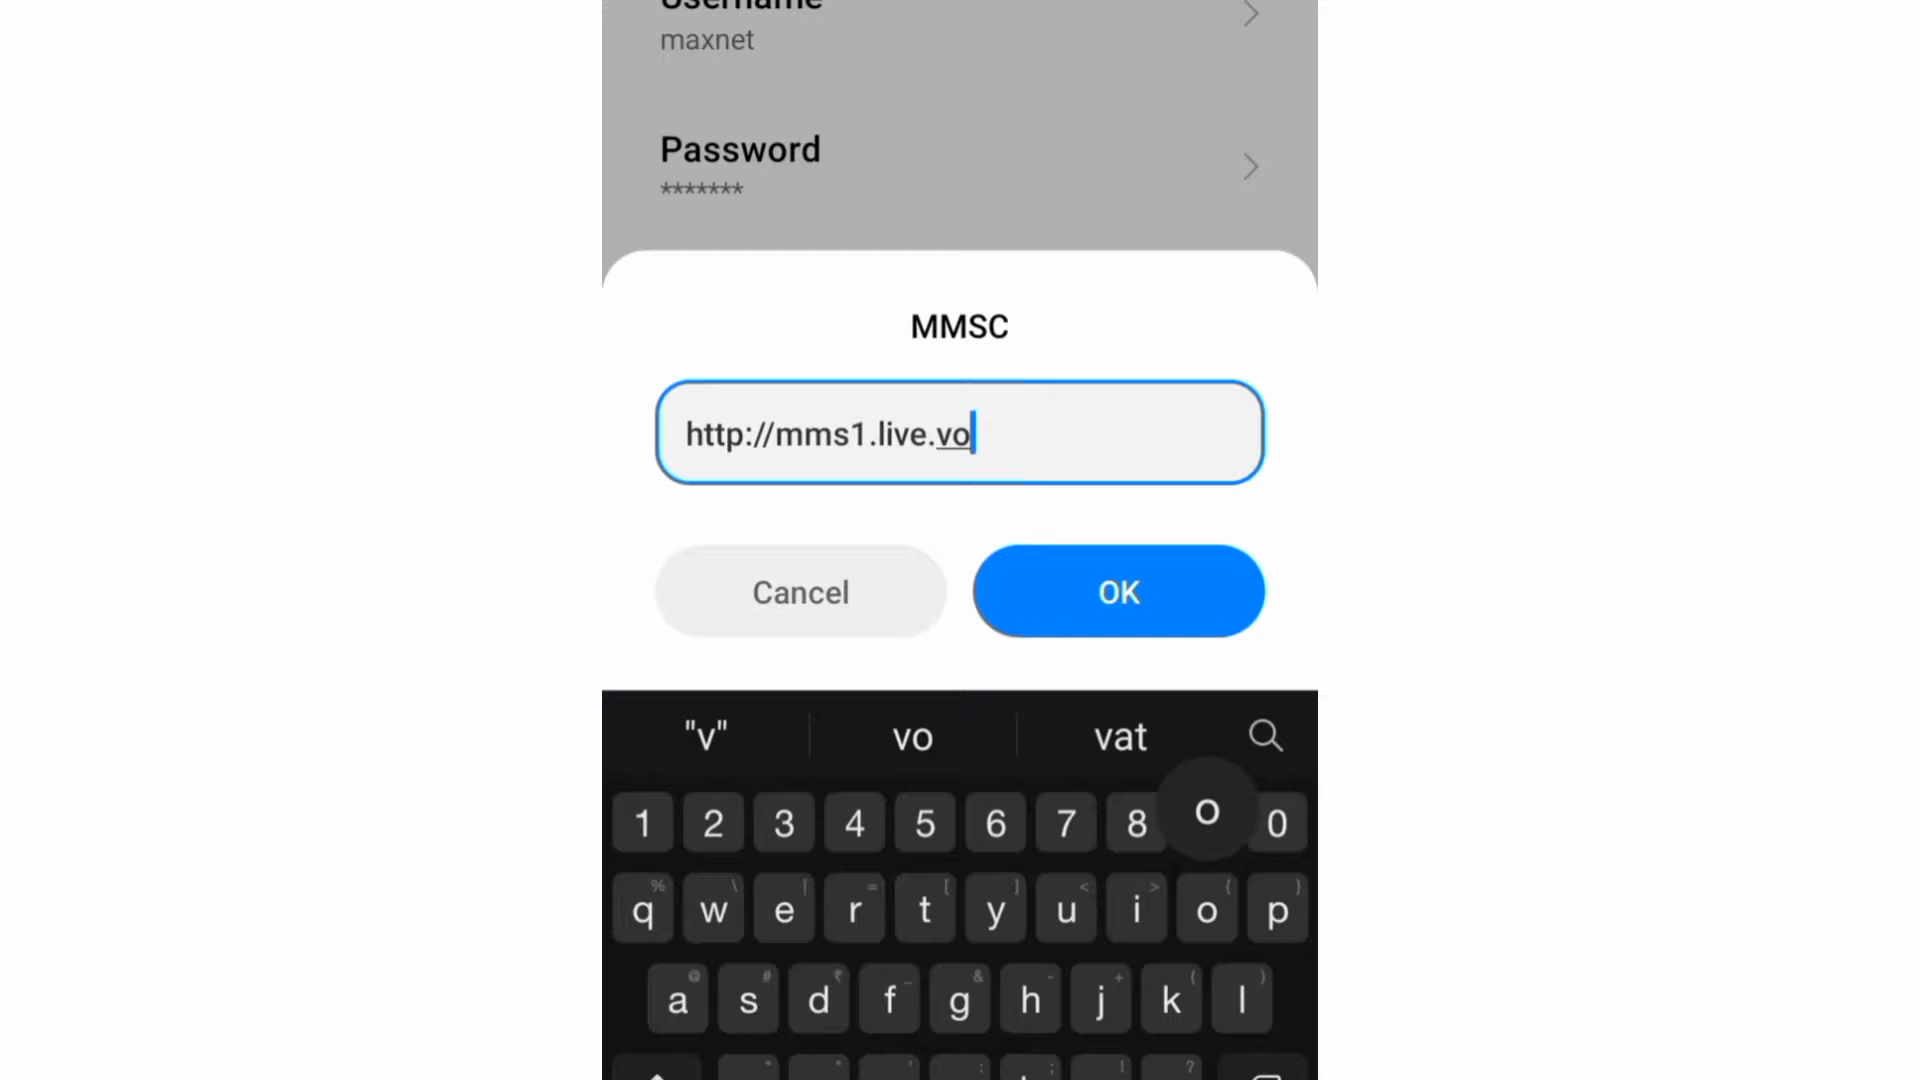 Username
maxnet
Password
*******
MMSC
http://mms1.live.vo
Cancel
OK
"v"
vo
vat
1 2 3 4 5 6 7 8 o 0
% \ | = [ ] < > { }
q w e r t y u i o p
@ # ₹ _ & - + ( )
a s d f g h j k l